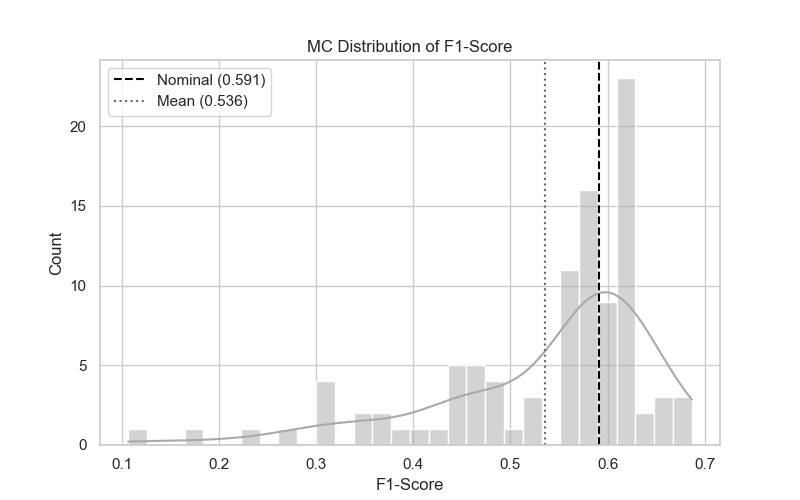 MC Distribution of F1-Score
Nominal (0.591)
Mean (0.536)
Count
20
15
10
5
0
0.1 0.2 0.3 0.4 0.5 0.6 0.7
F1-Score